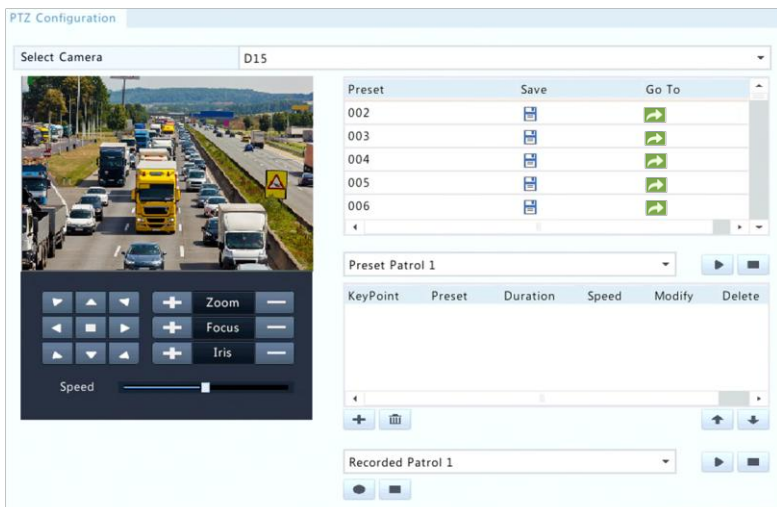 PTZ Configuration
Select Camera D15
Preset Save Go To
002
003
004
005
006
Preset Patrol 1
KeyPoint Preset Duration Speed Modify Delete
Zoom
Focus
Iris
Speed
Recorded Patrol 1